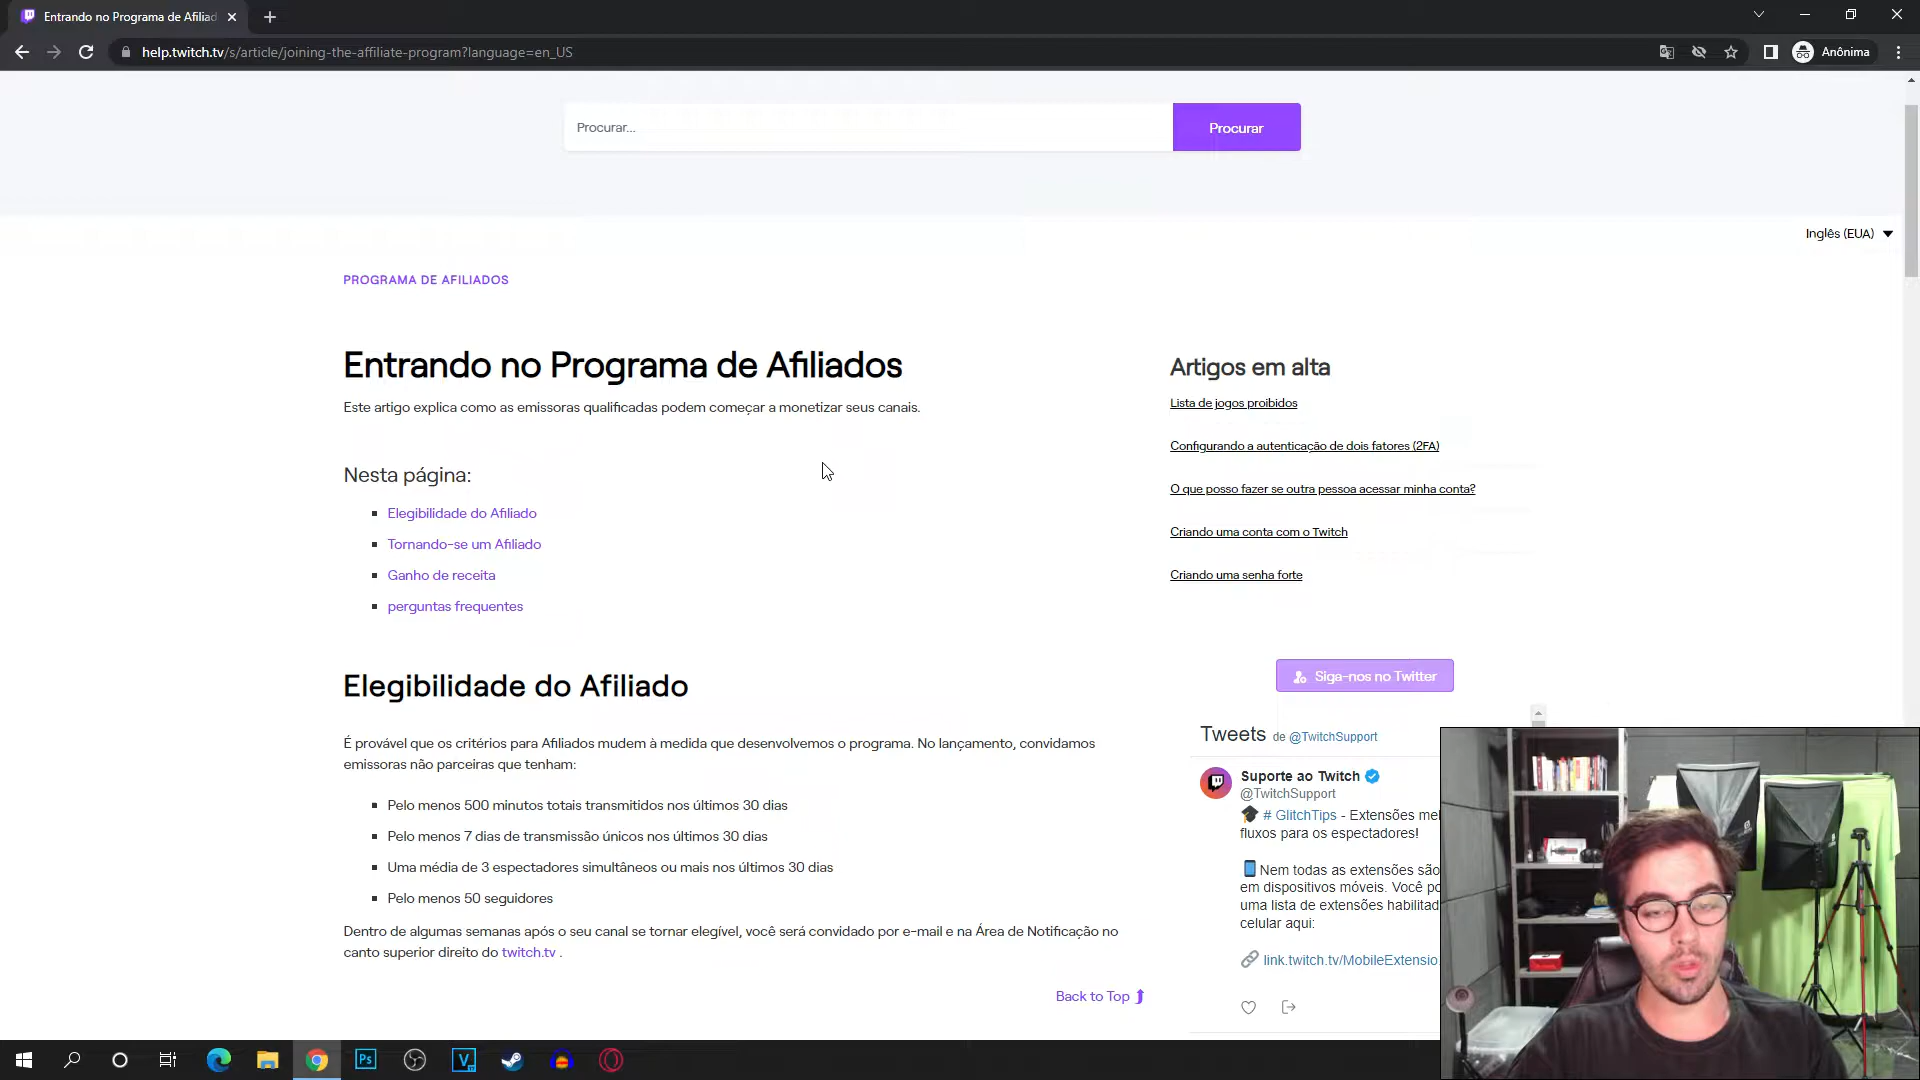 Entrando no Programa de Afiliad
help.twitch.tv/s/article/joining-the-affiliate-program?language=en_US
Anônima
Procurar...
Procurar
Inglês (EUA)
PROGRAMA DE AFILIADOS
Entrando no Programa de Afiliados
Este artigo explica como as emissoras qualificadas podem começar a monetizar seus canais.
Nesta página:
Elegibilidade do Afiliado
Tornando-se um Afiliado
Ganho de receita
perguntas frequentes
Artigos em alta
Lista de jogos proibidos
Configurando a autenticação de dois fatores (2FA)
O que posso fazer se outra pessoa acessar minha conta?
Criando uma conta com o Twitch
Criando uma senha forte
Elegibilidade do Afiliado
É provável que os critérios para Afiliados mudem à medida que desenvolvemos o programa. No lançamento, convidamos
emissoras não parceiras que tenham:
Pelo menos 500 minutos totais transmitidos nos últimos 30 dias
Pelo menos 7 dias de transmissão únicos nos últimos 30 dias
Uma média de 3 espectadores simultâneos ou mais nos últimos 30 dias
Pelo menos 50 seguidores
Dentro de algumas semanas após o seu canal se tornar elegível, você será convidado por e-mail e na Área de Notificação no
canto superior direito do twitch.tv .
Back to Top
Siga-nos no Twitter
Tweets de @TwitchSupport
Suporte ao Twitch
@TwitchSupport
# GlitchTips - Extensões mel
fluxos para os espectadores!
Nem todas as extensões são
em dispositivos móveis. Você po
uma lista de extensões habilitad
celular aqui:
link.twitch.tv/MobileExtensio
Ps
V